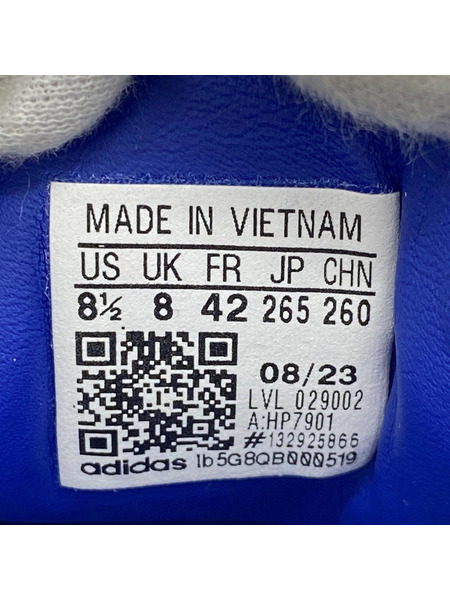 MADE IN VIETNAM
US UK FR JP CHN
8½ 8 42 265 260
08/23
LVL 029002
A:HP7901
#132925866
adidas 1b5G8QB000519